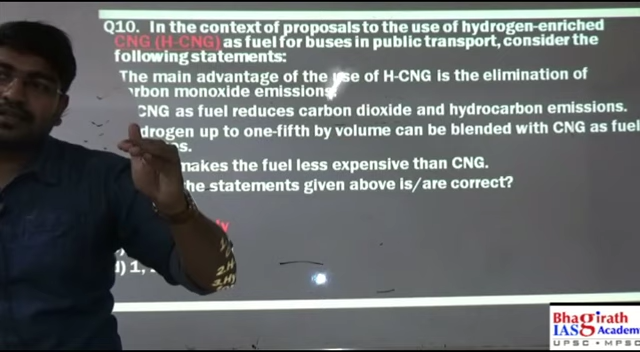 Q10. In the context of proposals to the use of hydrogen-enriched
CNG (H-CNG) as fuel for buses in public transport, consider the
following statements:
The main advantage of the use of H-CNG is the elimination of
rbon monoxide emissions.
CNG as fuel reduces carbon dioxide and hydrocarbon emissions.
drogen up to one-fifth by volume can be blended with CNG as fuel
s.
makes the fuel less expensive than CNG.
he statements given above is/are correct?
d) 1,
Bhagirath
IAS Academy
UPSC - MPSC